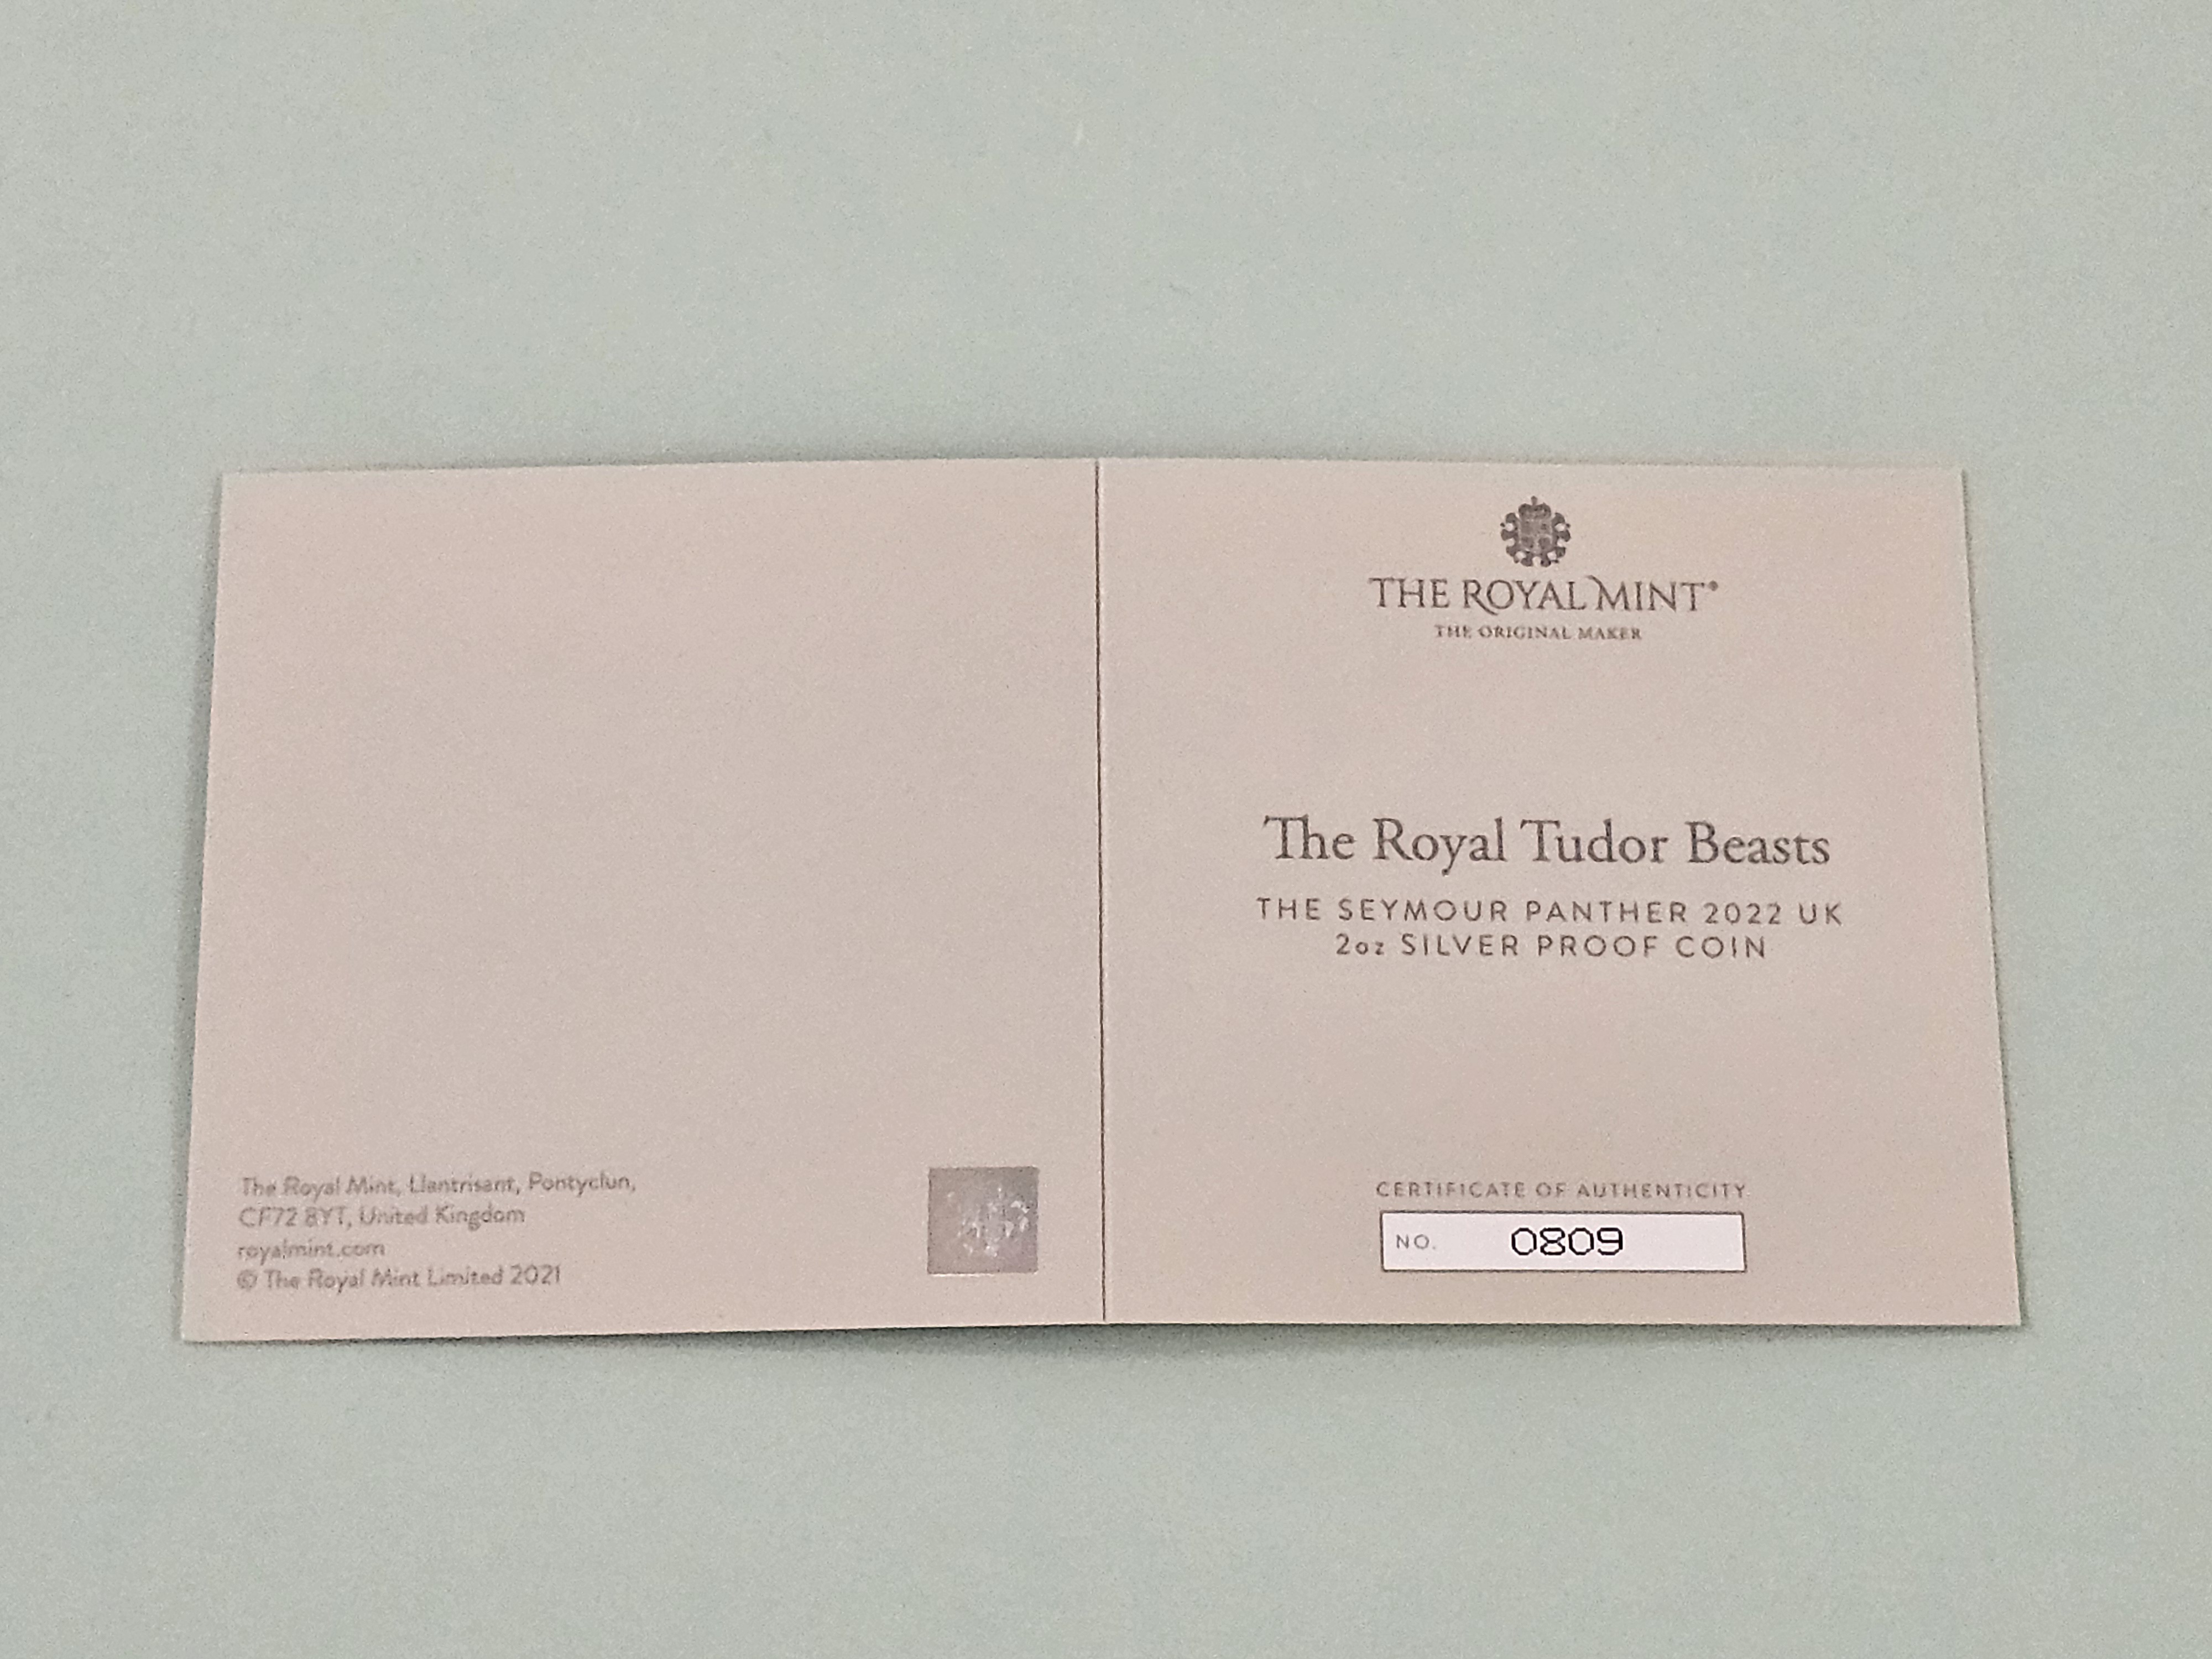 The Royal Mint, Llantrisant, Pontyclun,
CF72 8YT, United Kingdom
royalmint.com
© The Royal Mint Limited 2021
THE ROYAL MINT®
THE ORIGINAL MAKER
The Royal Tudor Beasts
THE SEYMOUR PANTHER 2022 UK
2oz SILVER PROOF COIN
CERTIFICATE OF AUTHENTICITY
NO. 0809